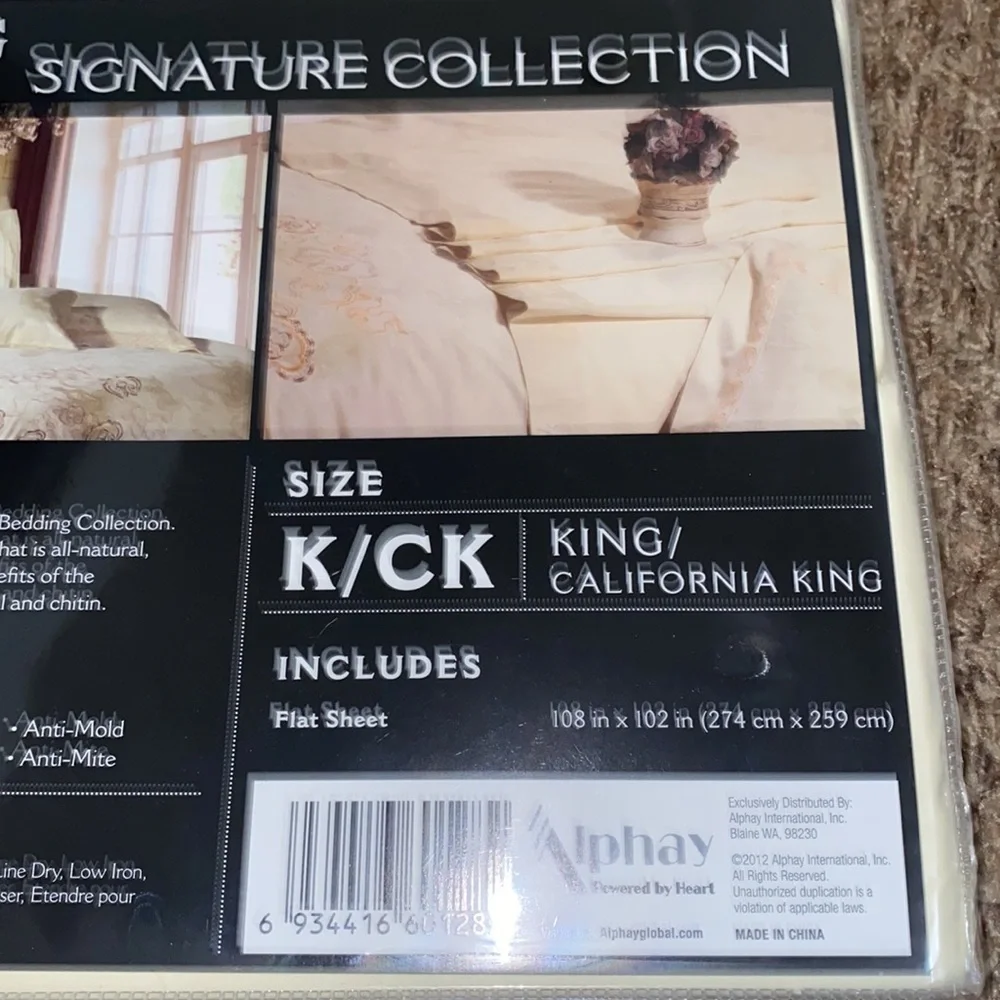 SIGNATURE COLLECTION
Bedding Collection.
hat is all-natural,
efits of the
l and chitin.
• Anti-Mold
• Anti-Mite
Line Dry, Low Iron,
ser, Etendre pour
SIZE
K/CK
KING/
CALIFORNIA KING
INCLUDES
Flat Sheet 108 in x 102 in (274 cm x 259 cm)
6 934416
Alphay
Powered by Heart
Alphayglobal.com
Exclusively Distributed By:
Alphay International, Inc.
Blaine WA, 98230
©2012 Alphay International, Inc.
All Rights Reserved.
Unauthorized duplication is a
violation of applicable laws.
MADE IN CHINA